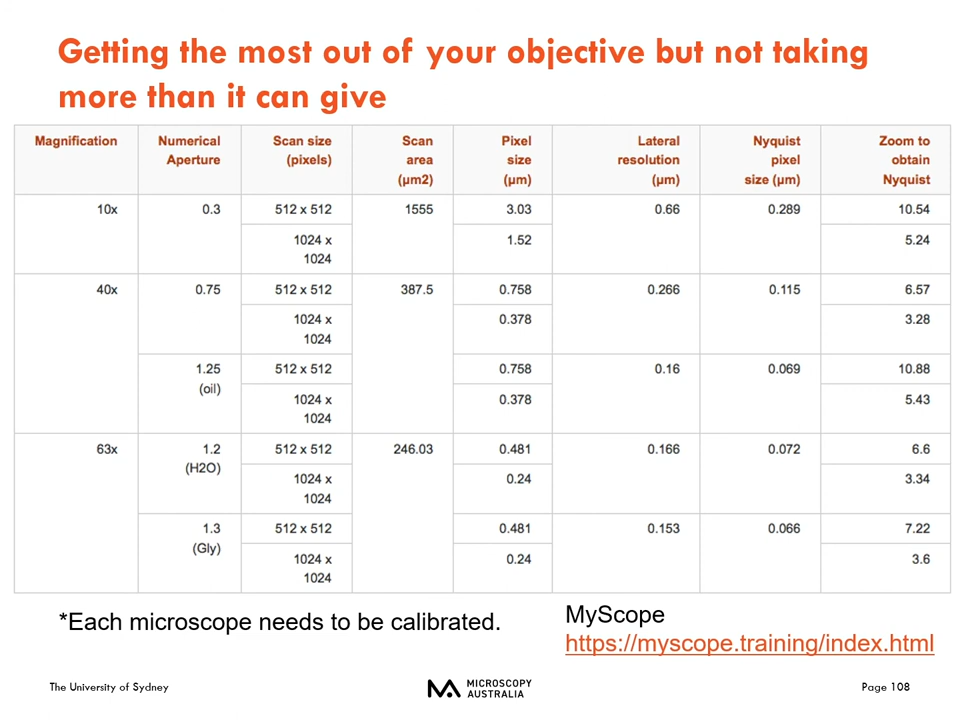 Getting the most out of your objective but not taking
more than it can give
Magnification Numerical Aperture Scan size (pixels) Scan area (µm2) Pixel size (µm) Lateral resolution (µm) Nyquist pixel size (µm) Zoom to obtain Nyquist
10x 0.3 512 x 512 1555 3.03 0.66 0.289 10.54
1024 x 1024 1.52 5.24
40x 0.75 512 x 512 387.5 0.758 0.266 0.115 6.57
1024 x 1024 0.378 3.28
1.25 (oil) 512 x 512 0.758 0.16 0.069 10.88
1024 x 1024 0.378 5.43
63x 1.2 (H2O) 512 x 512 246.03 0.481 0.166 0.072 6.6
1024 x 1024 0.24 3.34
1.3 (Gly) 512 x 512 0.481 0.153 0.066 7.22
1024 x 1024 0.24 3.6
*Each microscope needs to be calibrated.
MyScope
https://myscope.training/index.html
The University of Sydney
MICROSCOPY
AUSTRALIA
Page 108